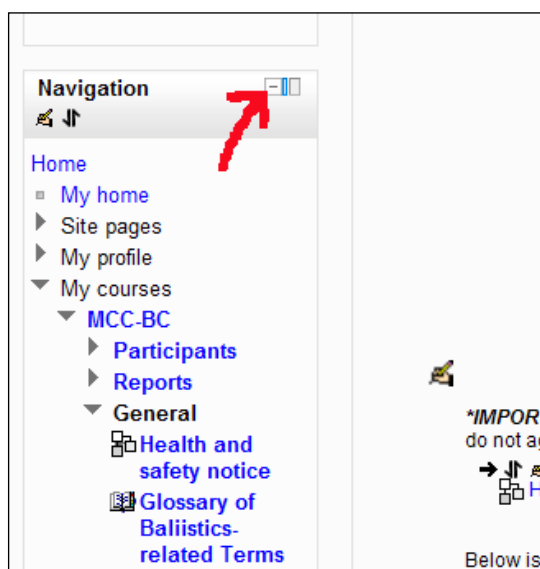 Navigation
Home
My home
Site pages
My profile
My courses
MCC-BC
Participants
Reports
General
Health and
safety notice
Glossary of
Baliistics-
related Terms
*IMPOR
do not ag
H
Below is